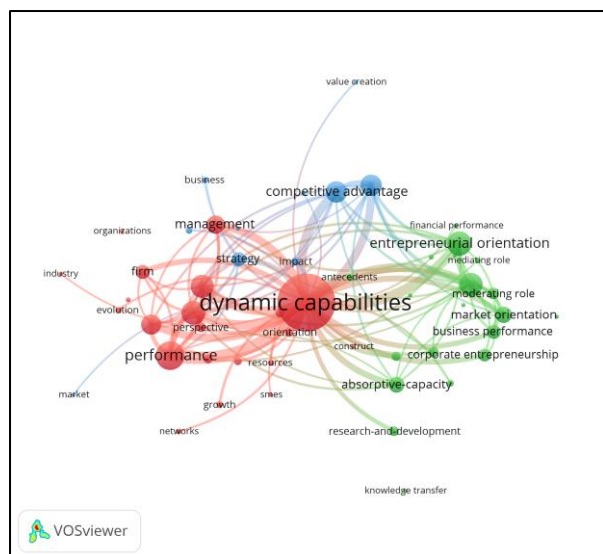 value creation
business
competitive advantage
management
organizations
financial performance
entrepreneurial orientation
mediating role
strategy
impact
industry
firm
antecedents
moderating role
dynamic capabilities
evolution
market orientation
perspective
orientation
business performance
performance
construct
corporate entrepreneurship
resources
absorptive-capacity
market
smes
growth
networks
research-and-development
knowledge transfer
VOSviewer